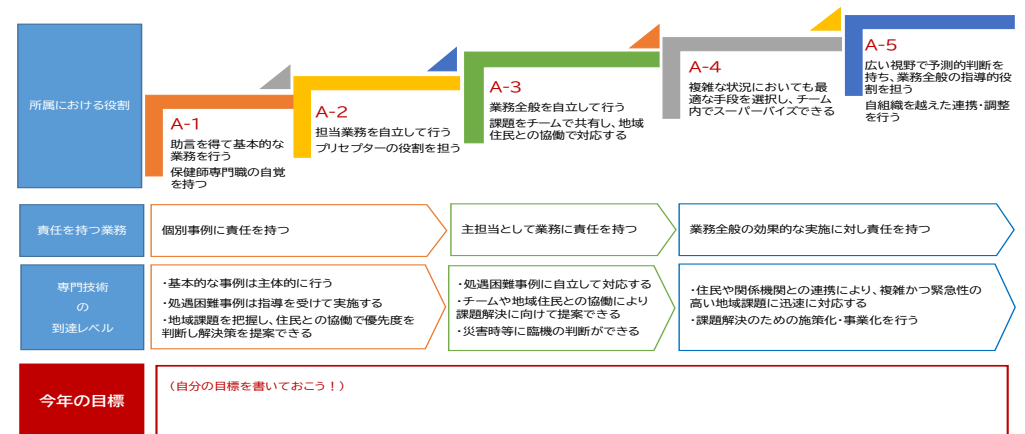 所属における役割
A-1
助言を得て基本的な
業務を行う
保健師専門職の自覚
を持つ
A-2
担当業務を自立して行う
プリセプターの役割を担う
A-3
業務全般を自立して行う
課題をチームで共有し、地域
住民との協働で対応する
A-4
複雑な状況においても最
適な手段を選択し、チーム
内でスーパーバイズできる
A-5
広い視野で予測的判断を
持ち、業務全般の指導的役
割を担う
自組織を越えた連携・調整
を行う
責任を持つ業務
個別事例に責任を持つ
主担当として業務に責任を持つ
業務全般の効果的な実施に対し責任を持つ
専門技術
の
到達レベル
・基本的な事例は主体的に行う
・処遇困難事例は指導を受けて実施する
・地域課題を把握し、住民との協働で優先度を
判断し解決策を提案できる
・処遇困難事例に自立して対応する
・チームや地域住民との協働により
課題解決に向けて提案できる
・災害時等に臨機の判断ができる
・住民や関係機関との連携により、複雑かつ緊急性の
高い地域課題に迅速に対応する
・課題解決のための施策化・事業化を行う
今年の目標
（自分の目標を書いておこう！）